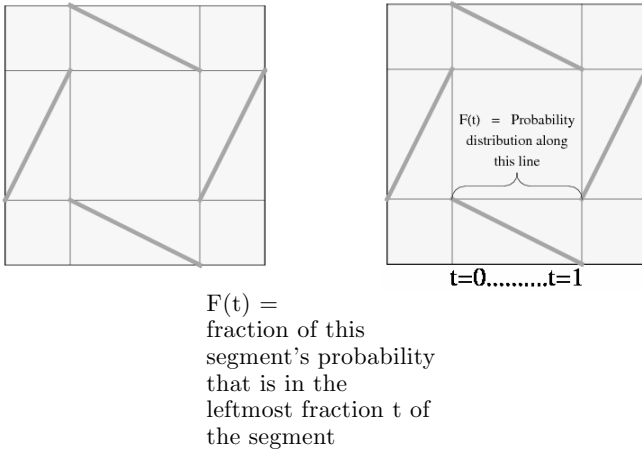 F(t) = Probability
distribution along
this line
t=0..........t=1
F(t) =
fraction of this
segment's probability
that is in the
leftmost fraction t of
the segment